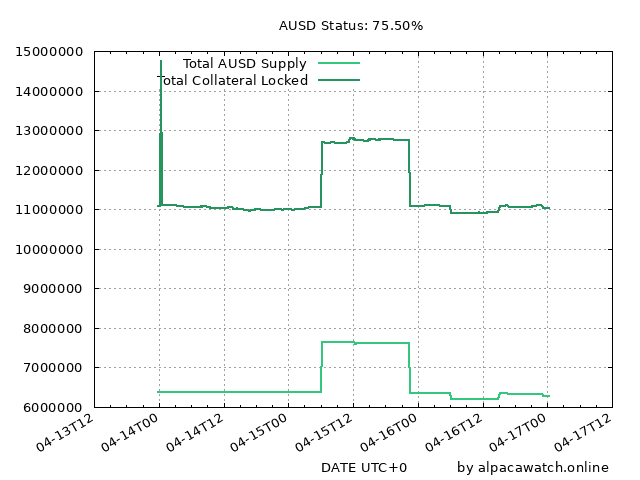 AUSD Status: 75.50%
15000000
14000000
13000000
12000000
11000000
10000000
9000000
8000000
7000000
6000000
Total AUSD Supply
Total Collateral Locked
04-13T12
04-14T00
04-14T12
04-15T00
04-15T12
04-16T00
04-16T12
04-17T00
04-17T12
DATE UTC+0
by alpacawatch.online